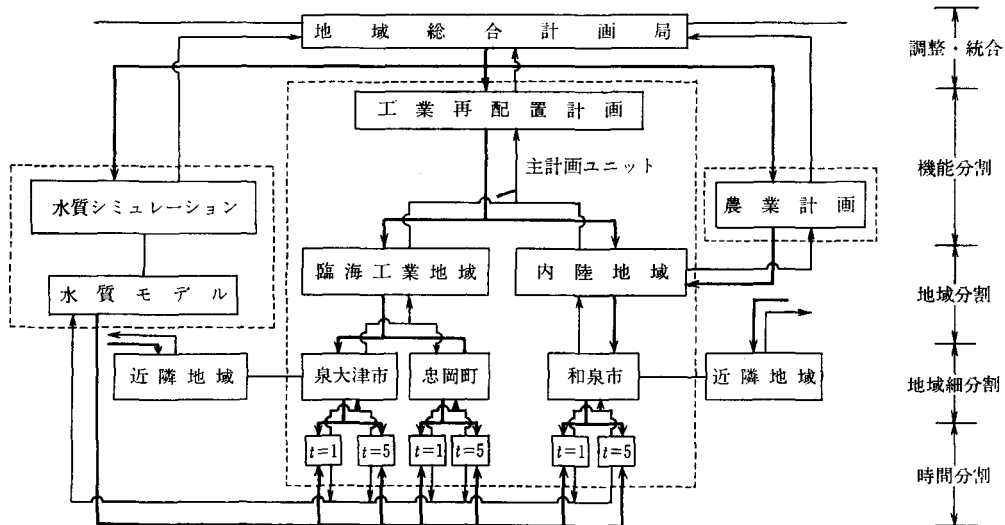 地域総合計画局
調整・統合
工業再配置計画
主計画ユニット
機能分割
水質シミュレーション
農業計画
臨海工業地域
内陸地域
水質モデル
地域分割
近隣地域
泉大津市
忠岡町
和泉市
近隣地域
地域細分割
t=1
t=5
t=1
t=5
t=1
t=5
時間分割